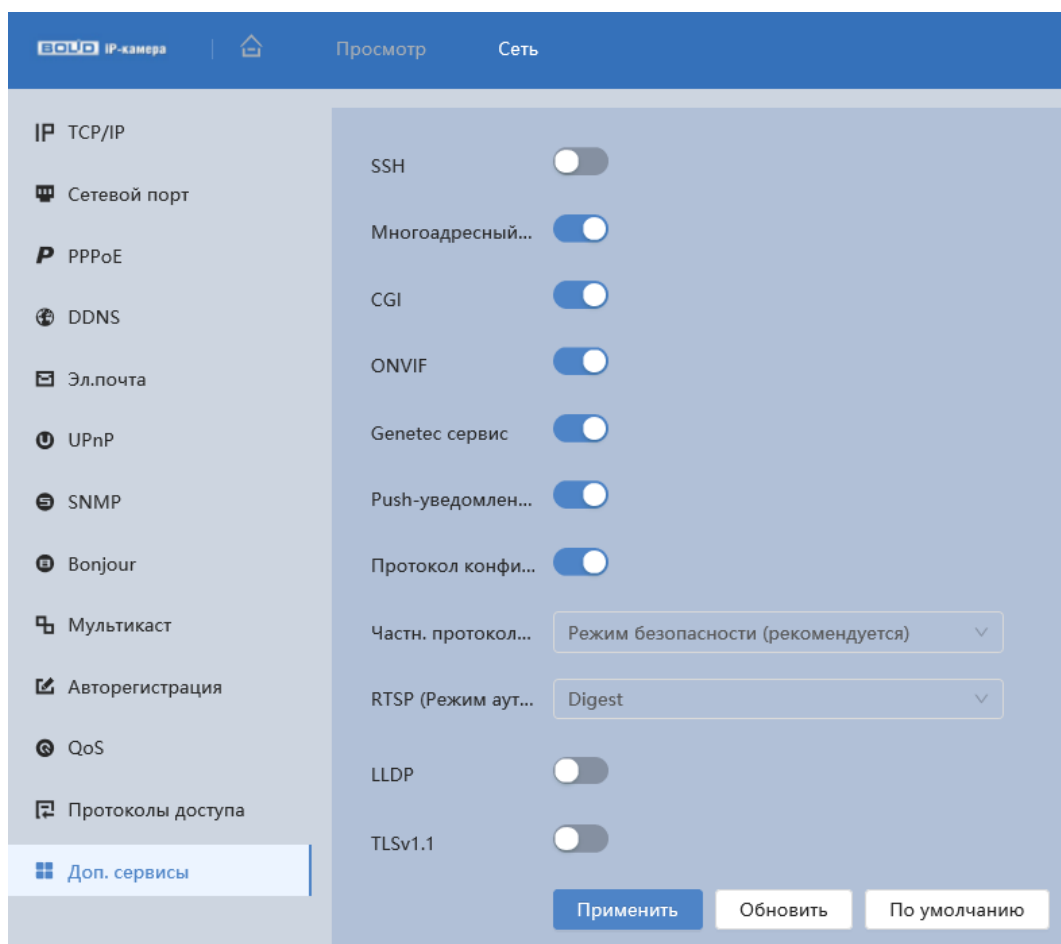 BOLID IP-камера
Просмотр
Сеть
TCP/IP
Сетевой порт
PPPoE
DDNS
Эл.почта
UPnP
SNMP
Bonjour
Мультикаст
Авторегистрация
QoS
Протоколы доступа
Доп. сервисы
SSH
Многоадресный...
CGI
ONVIF
Genetec сервис
Push-уведомлен...
Протокол конфи...
Частн. протокол... Режим безопасности (рекомендуется)
RTSP (Режим аут... Digest
LLDP
TLSv1.1
Применить Обновить По умолчанию